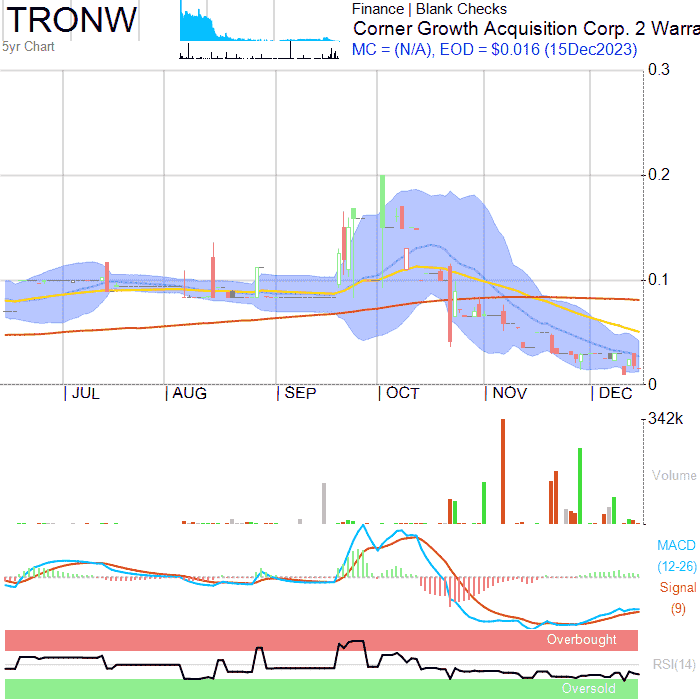 TRONW
5yr Chart
Finance | Blank Checks
Corner Growth Acquisition Corp. 2 Warra
MC = (N/A), EOD = $0.016 (15Dec2023)
0.3
0.2
0.1
0
JUL AUG SEP OCT NOV DEC
342k
Volume
MACD
(12-26)
Signal
(9)
Overbought
RSI(14)
Oversold